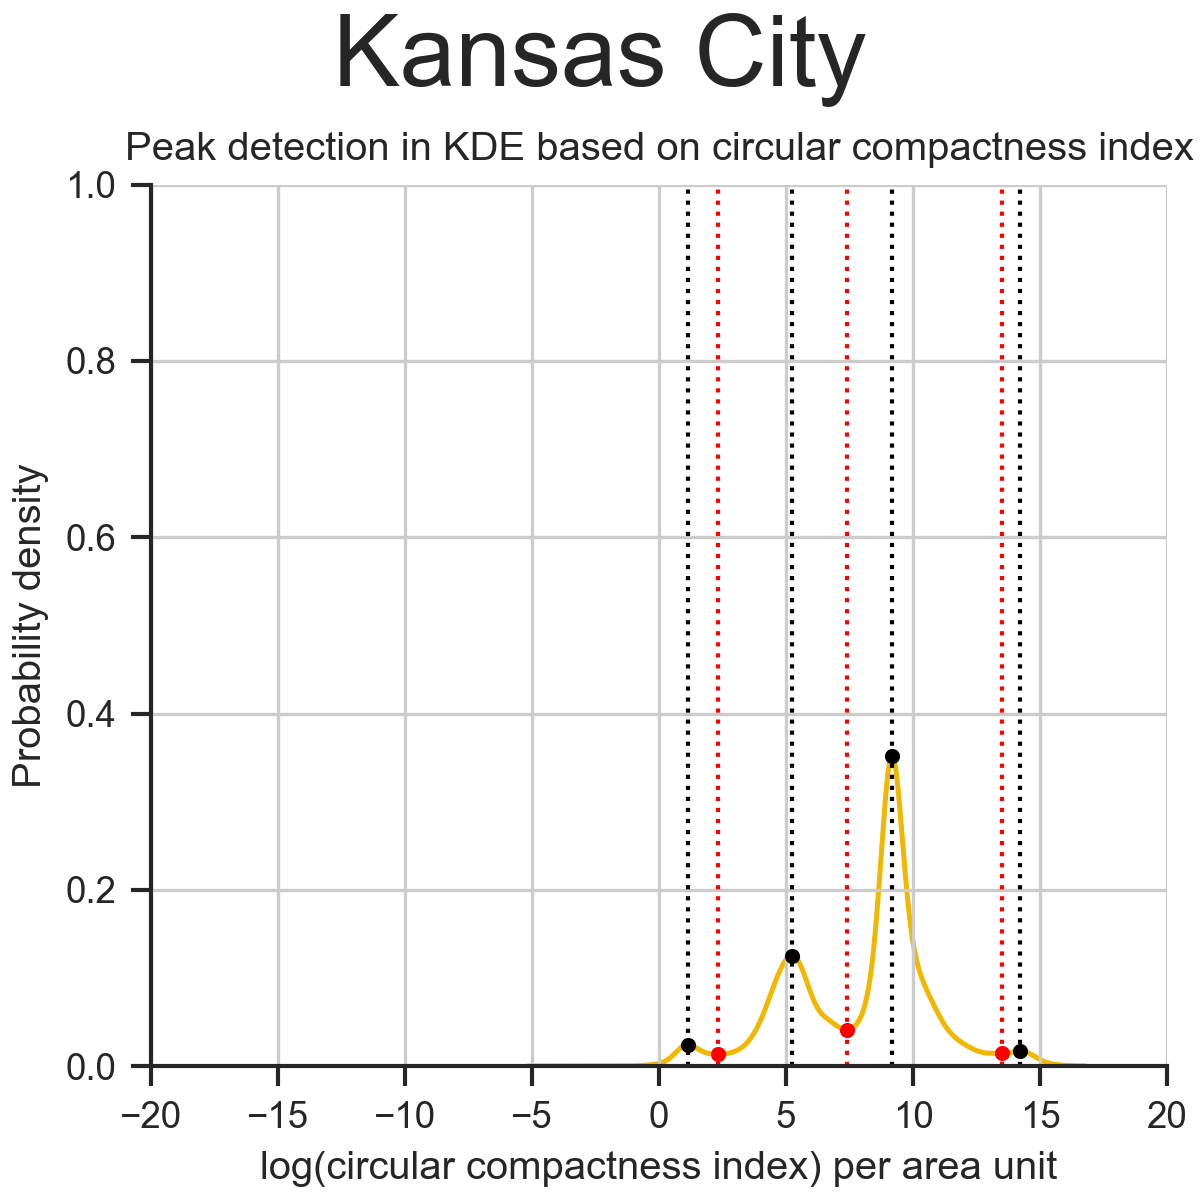 Kansas City
Peak detection in KDE based on circular compactness index
1.0
0.8
0.6
0.4
0.2
0.0
Probability density
−20 −15 −10 −5 0 5 10 15 20
log(circular compactness index) per area unit